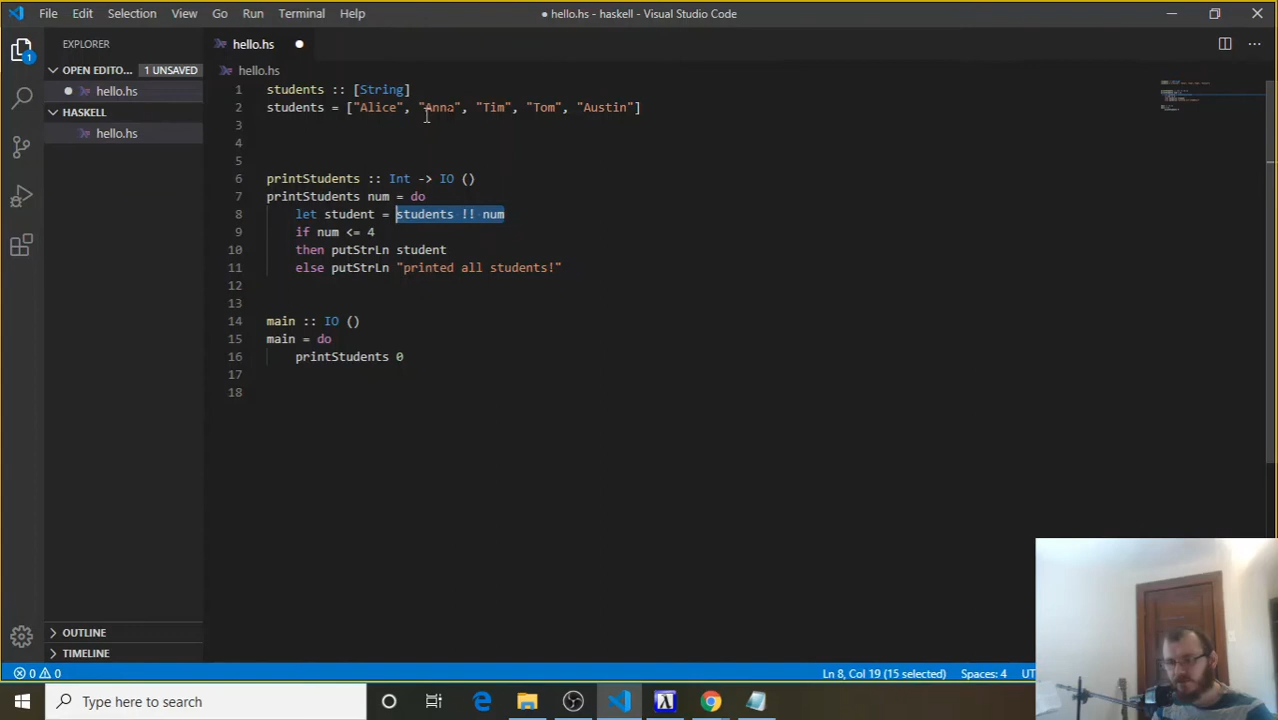 File Edit Selection View Go Run Terminal Help
● hello.hs - haskell - Visual Studio Code
EXPLORER
hello.hs ●
OPEN EDITO... 1 UNSAVED
hello.hs
● hello.hs
HASKELL
hello.hs
1 students :: [String]
2 students = ["Alice", "Anna", "Tim", "Tom", "Austin"]
3
4
5
6 printStudents :: Int -> IO ()
7 printStudents num = do
8 let student = students !! num
9 if num <= 4
10 then putStrLn student
11 else putStrLn "printed all students!"
12
13
14 main :: IO ()
15 main = do
16 printStudents 0
17
18
OUTLINE
TIMELINE
0 0 Ln 8, Col 19 (15 selected) Spaces: 4 UT
Type here to search